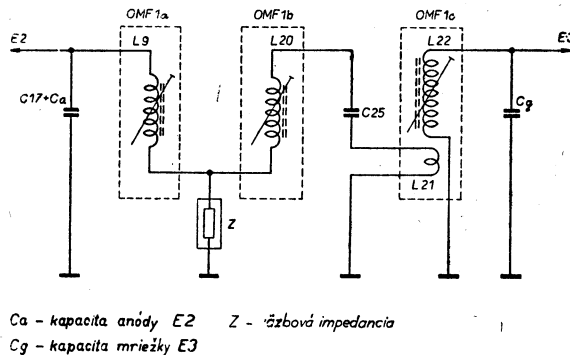 OMF1a
OMF1b
OMF1c
E2
L9
L20
L22
E3
C17+Ca
C25
Cg
L21
Z
Ca - kapacita anódy E2
Z - väzbová impedancia
Cg - kapacita mriežky E3